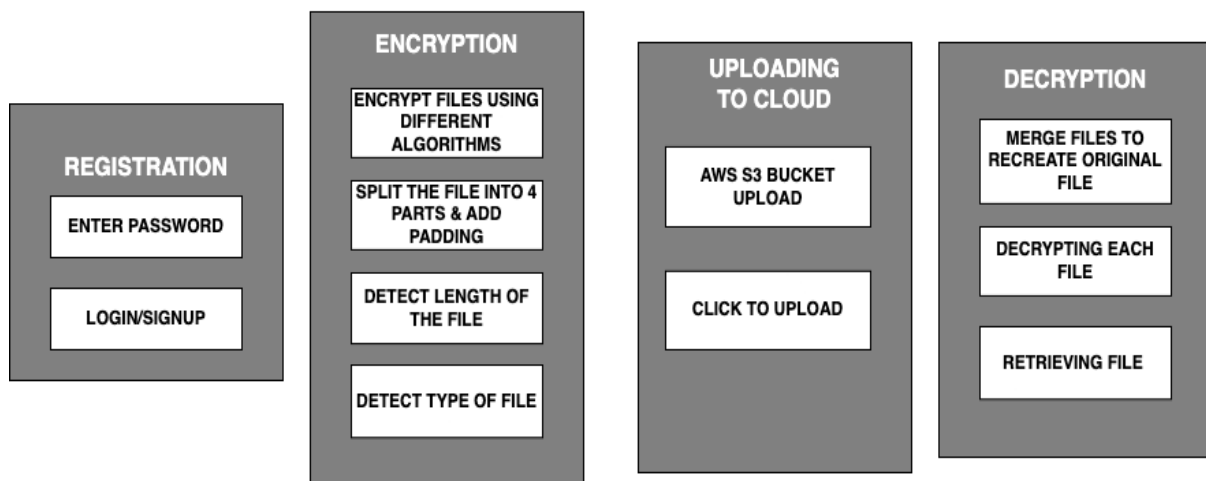 REGISTRATION
ENTER PASSWORD
LOGIN/SIGNUP
ENCRYPTION
ENCRYPT FILES USING
DIFFERENT
ALGORITHMS
SPLIT THE FILE INTO 4
PARTS & ADD
PADDING
DETECT LENGTH OF
THE FILE
DETECT TYPE OF FILE
UPLOADING
TO CLOUD
AWS S3 BUCKET
UPLOAD
CLICK TO UPLOAD
DECRYPTION
MERGE FILES TO
RECREATE ORIGINAL
FILE
DECRYPTING EACH
FILE
RETRIEVING FILE